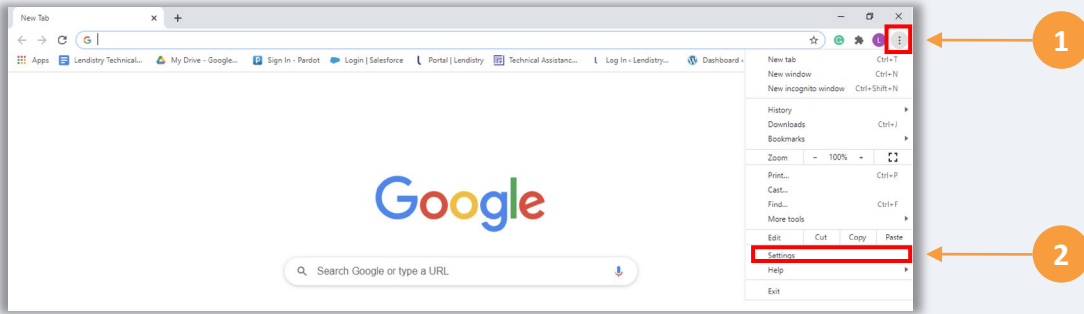 New Tab
G
Apps Lendistry Technical... My Drive - Google... Sign In - Pardot Login | Salesforce Portal | Lendistry Technical Assistanc... Log In ‹ Lendistry... Dashboard ‹
L
1
New tab Ctrl+T
New window Ctrl+N
New incognito window Ctrl+Shift+N
History
Downloads Ctrl+J
Bookmarks
Zoom - 100% +
Print... Ctrl+P
Cast...
Find... Ctrl+F
More tools
Edit Cut Copy Paste
Settings
2
Help
Exit
Google
Search Google or type a URL